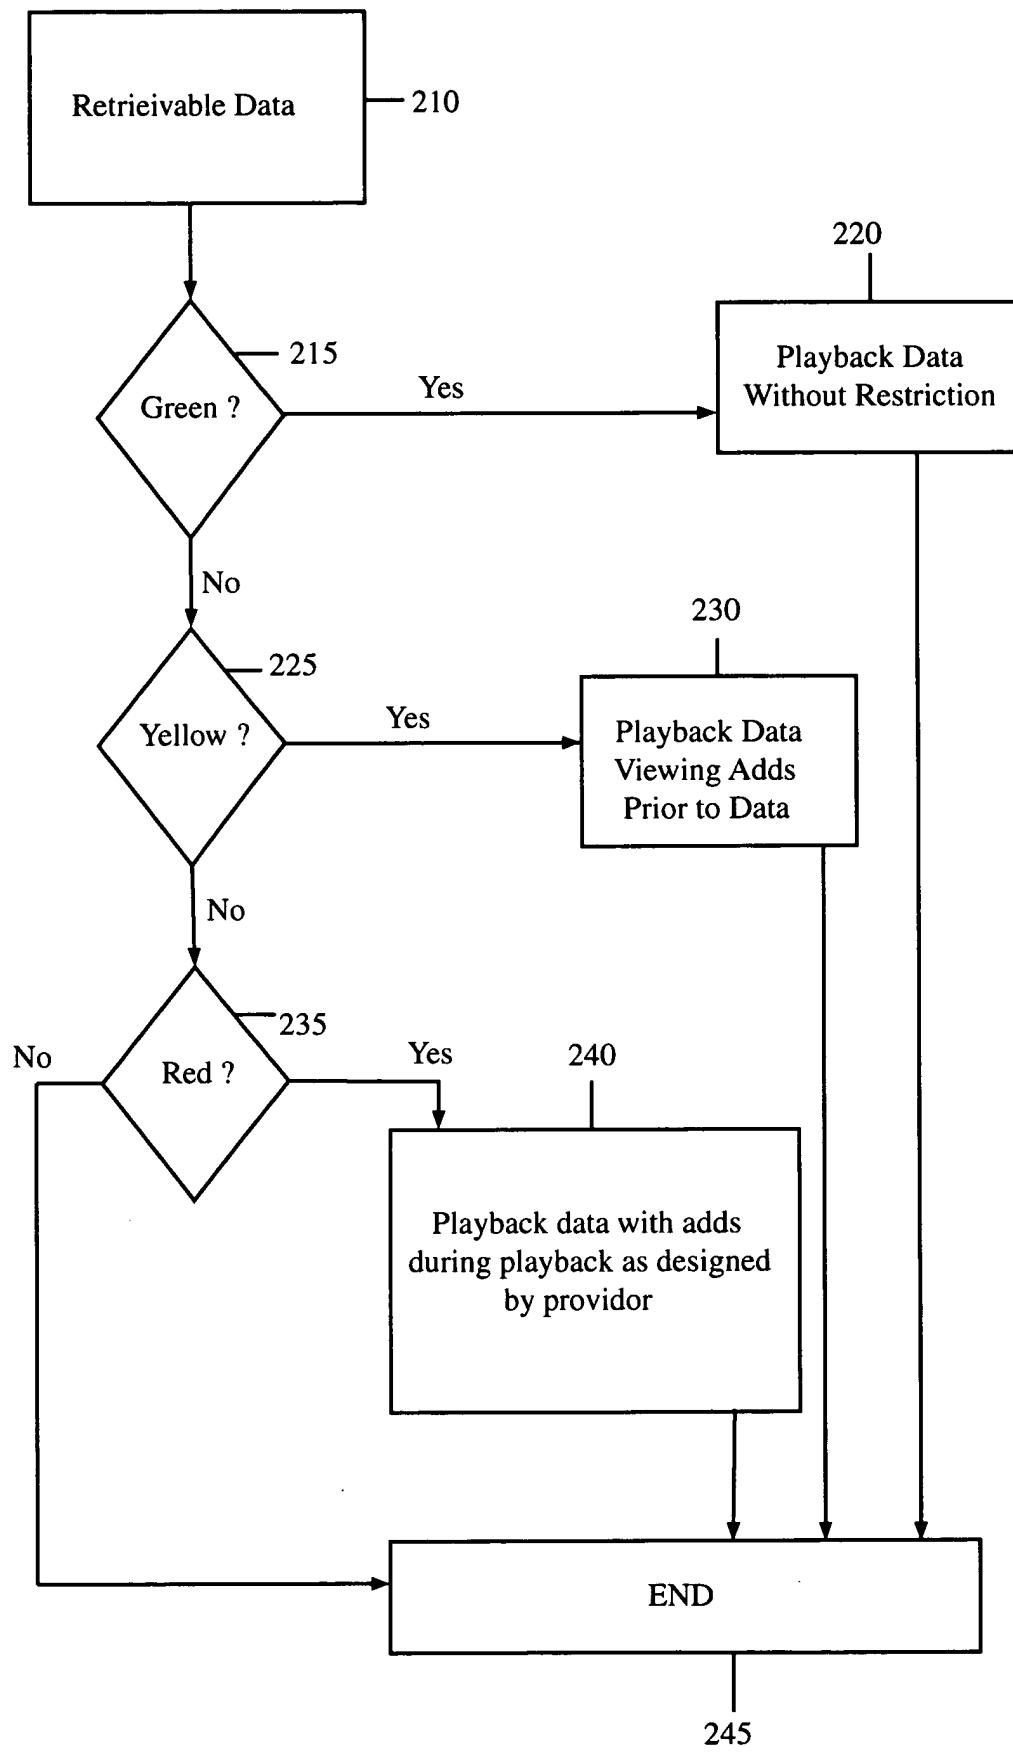 Retrieivable Data
210
220
215
Green ?
Yes
Playback Data
Without Restriction
No
230
225
Yellow ?
Yes
Playback Data
Viewing Adds
Prior to Data
No
235
No
Red ?
Yes
240
Playback data with adds
during playback as designed
by providor
END
245